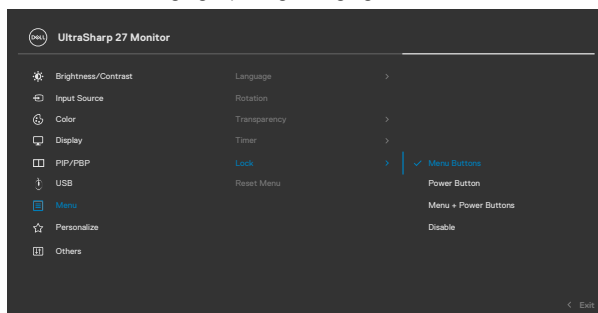 DELL
UltraSharp 27 Monitor
Brightness/Contrast
Input Source
Color
Display
PIP/PBP
USB
Menu
Personalize
Others
Language
Rotation
Transparency
Timer
Lock
Reset Menu
Menu Buttons
Power Button
Menu + Power Buttons
Disable
Exit